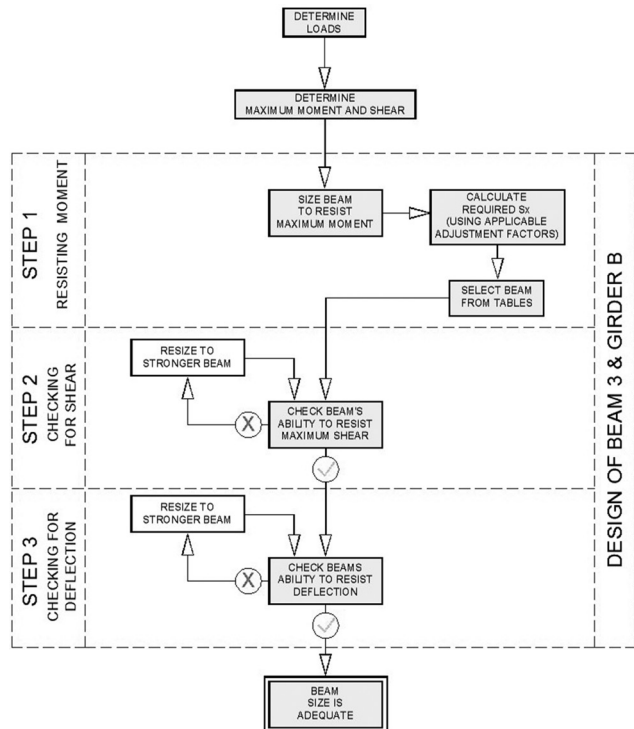 DETERMINE
LOADS
DETERMINE
MAXIMUM MOMENT AND SHEAR
STEP 1
RESISTING MOMENT
SIZE BEAM
TO RESIST
MAXIMUM MOMENT
CALCULATE
REQUIRED Sx
(USING APPLICABLE
ADJUSTMENT FACTORS)
SELECT BEAM
FROM TABLES
STEP 2
CHECKING
FOR SHEAR
RESIZE TO
STRONGER BEAM
X
CHECK BEAM'S
ABILITY TO RESIST
MAXIMUM SHEAR
STEP 3
CHECKING FOR
DEFLECTION
RESIZE TO
STRONGER BEAM
X
CHECK BEAMS
ABILITY TO RESIST
DEFLECTION
BEAM
SIZE IS
ADEQUATE
DESIGN OF BEAM 3 & GIRDER B